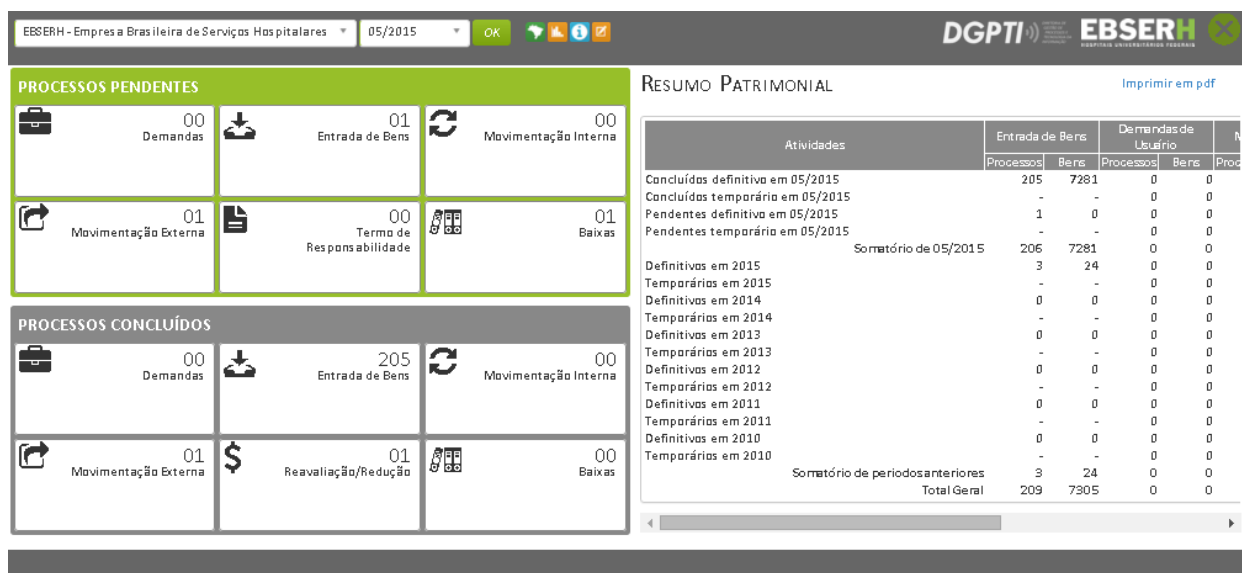 EBSERH - Empresa Brasileira de Serviços Hospitalares 05/2015 OK
DGPTI EBSERH
HOSPITAIS UNIVERSITÁRIOS FEDERAIS
PROCESSOS PENDENTES
00
Demandas
01
Entrada de Bens
00
Movimentação Interna
01
Movimentação Externa
00
Termo de
Responsabilidade
01
Baixas
PROCESSOS CONCLUÍDOS
00
Demandas
205
Entrada de Bens
00
Movimentação Interna
01
Movimentação Externa
01
Reavaliação/Redução
00
Baixas
RESUMO PATRIMONIAL
Imprimir em pdf
Atividades Entrada de Bens Demandas de Usuário
Processos Bens Processos Bens Proc
Concluídos definitivo em 05/2015 205 7281 0 0
Concluídos temporário em 05/2015 - - 0 0
Pendentes definitivo em 05/2015 1 0 0 0
Pendentes temporário em 05/2015 - - 0 0
Somatório de 05/2015 206 7281 0 0
Definitivos em 2015 3 24 0 0
Temporários em 2015 - - 0 0
Definitivos em 2014 0 0 0 0
Temporários em 2014 - - 0 0
Definitivos em 2013 0 0 0 0
Temporários em 2013 - - 0 0
Definitivos em 2012 0 0 0 0
Temporários em 2012 - - 0 0
Definitivos em 2011 0 0 0 0
Temporários em 2011 - - 0 0
Definitivos em 2010 0 0 0 0
Temporários em 2010 - - 0 0
Somatório de periodos anteriores 3 24 0 0
Total Geral 209 7305 0 0